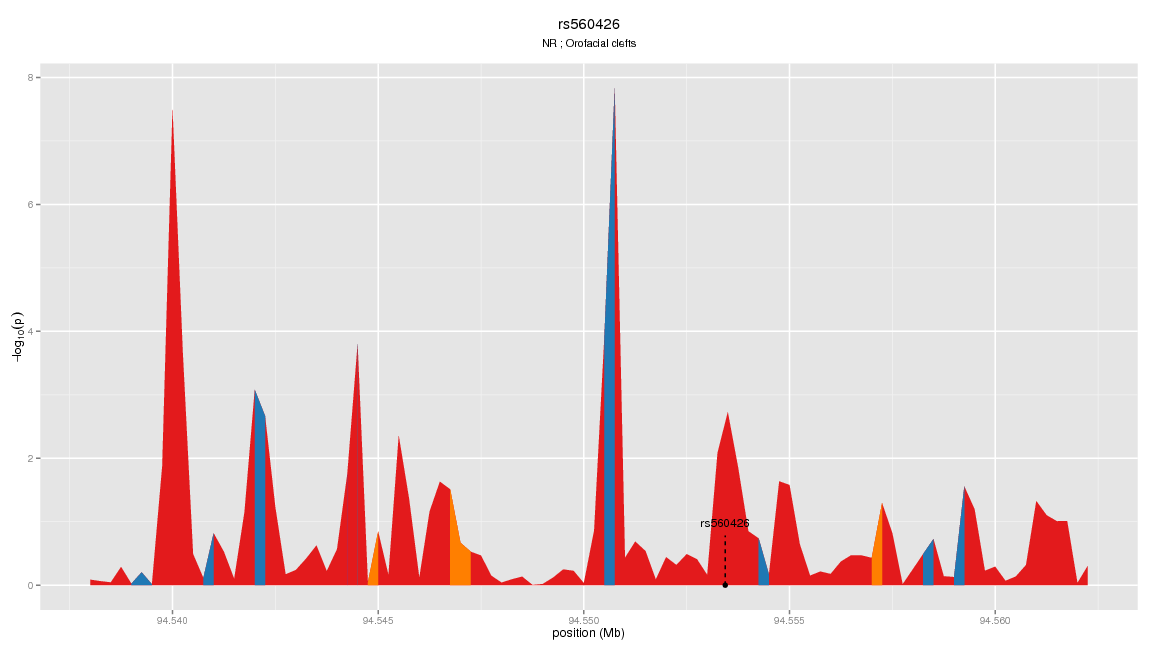 rs560426
NR ; Orofacial clefts
8
6
4
2
0
−log10(p)
rs560426
94.540 94.545 94.550 94.555 94.560
position (Mb)